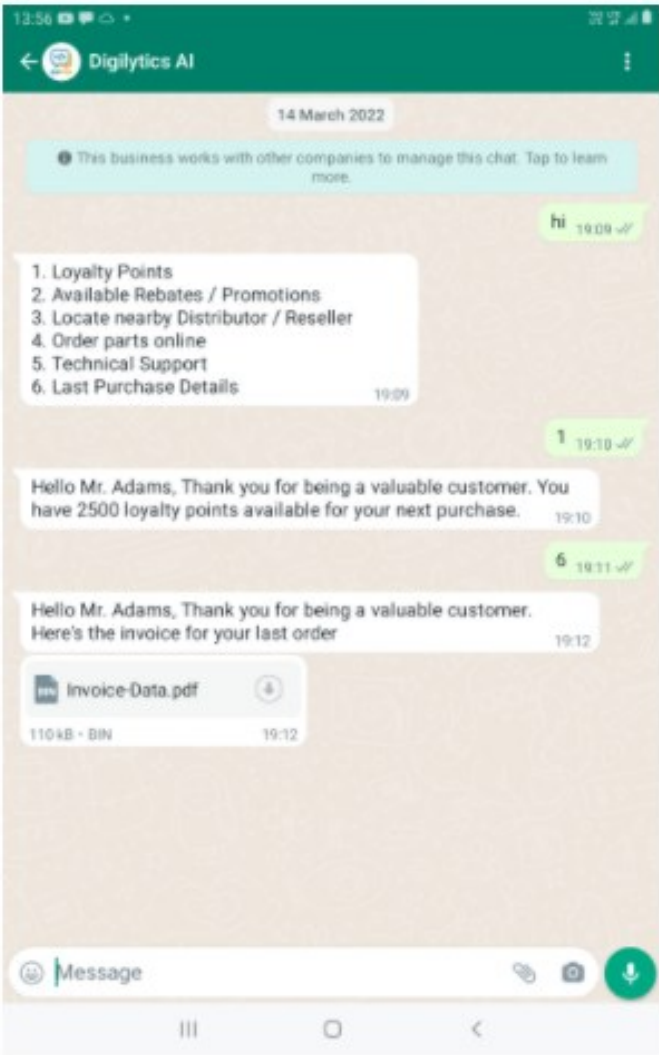 13:56
Digilytics AI
14 March 2022
This business works with other companies to manage this chat. Tap to learn
more.
hi 19:09
1. Loyalty Points
2. Available Rebates / Promotions
3. Locate nearby Distributor / Reseller
4. Order parts online
5. Technical Support
6. Last Purchase Details
19:09
1 19:10
Hello Mr. Adams, Thank you for being a valuable customer. You
have 2500 loyalty points available for your next purchase.
19:10
6 19:11
Hello Mr. Adams, Thank you for being a valuable customer.
Here's the invoice for your last order
19:12
BIN Invoice-Data.pdf
110 kB • BIN 19:12
Message